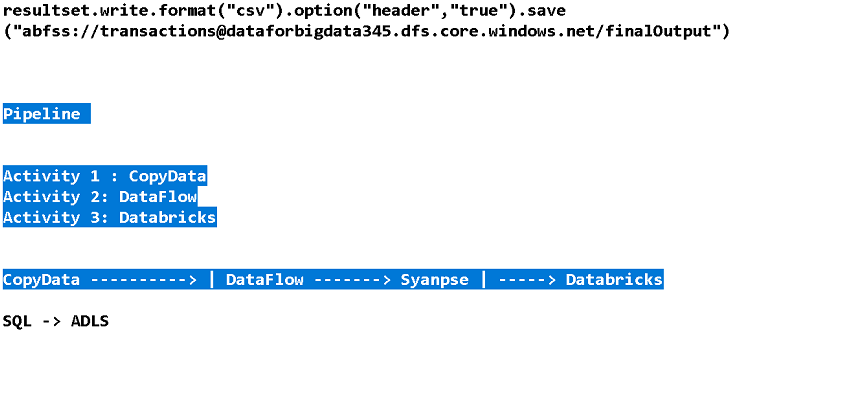 resultset.write.format("csv").option("header","true").save
("abfss://transactions@dataforbigdata345.dfs.core.windows.net/finalOutput")
Pipeline
Activity 1 : CopyData
Activity 2: DataFlow
Activity 3: Databricks
CopyData ----------> | DataFlow -------> Syanpse | -----> Databricks
SQL -> ADLS